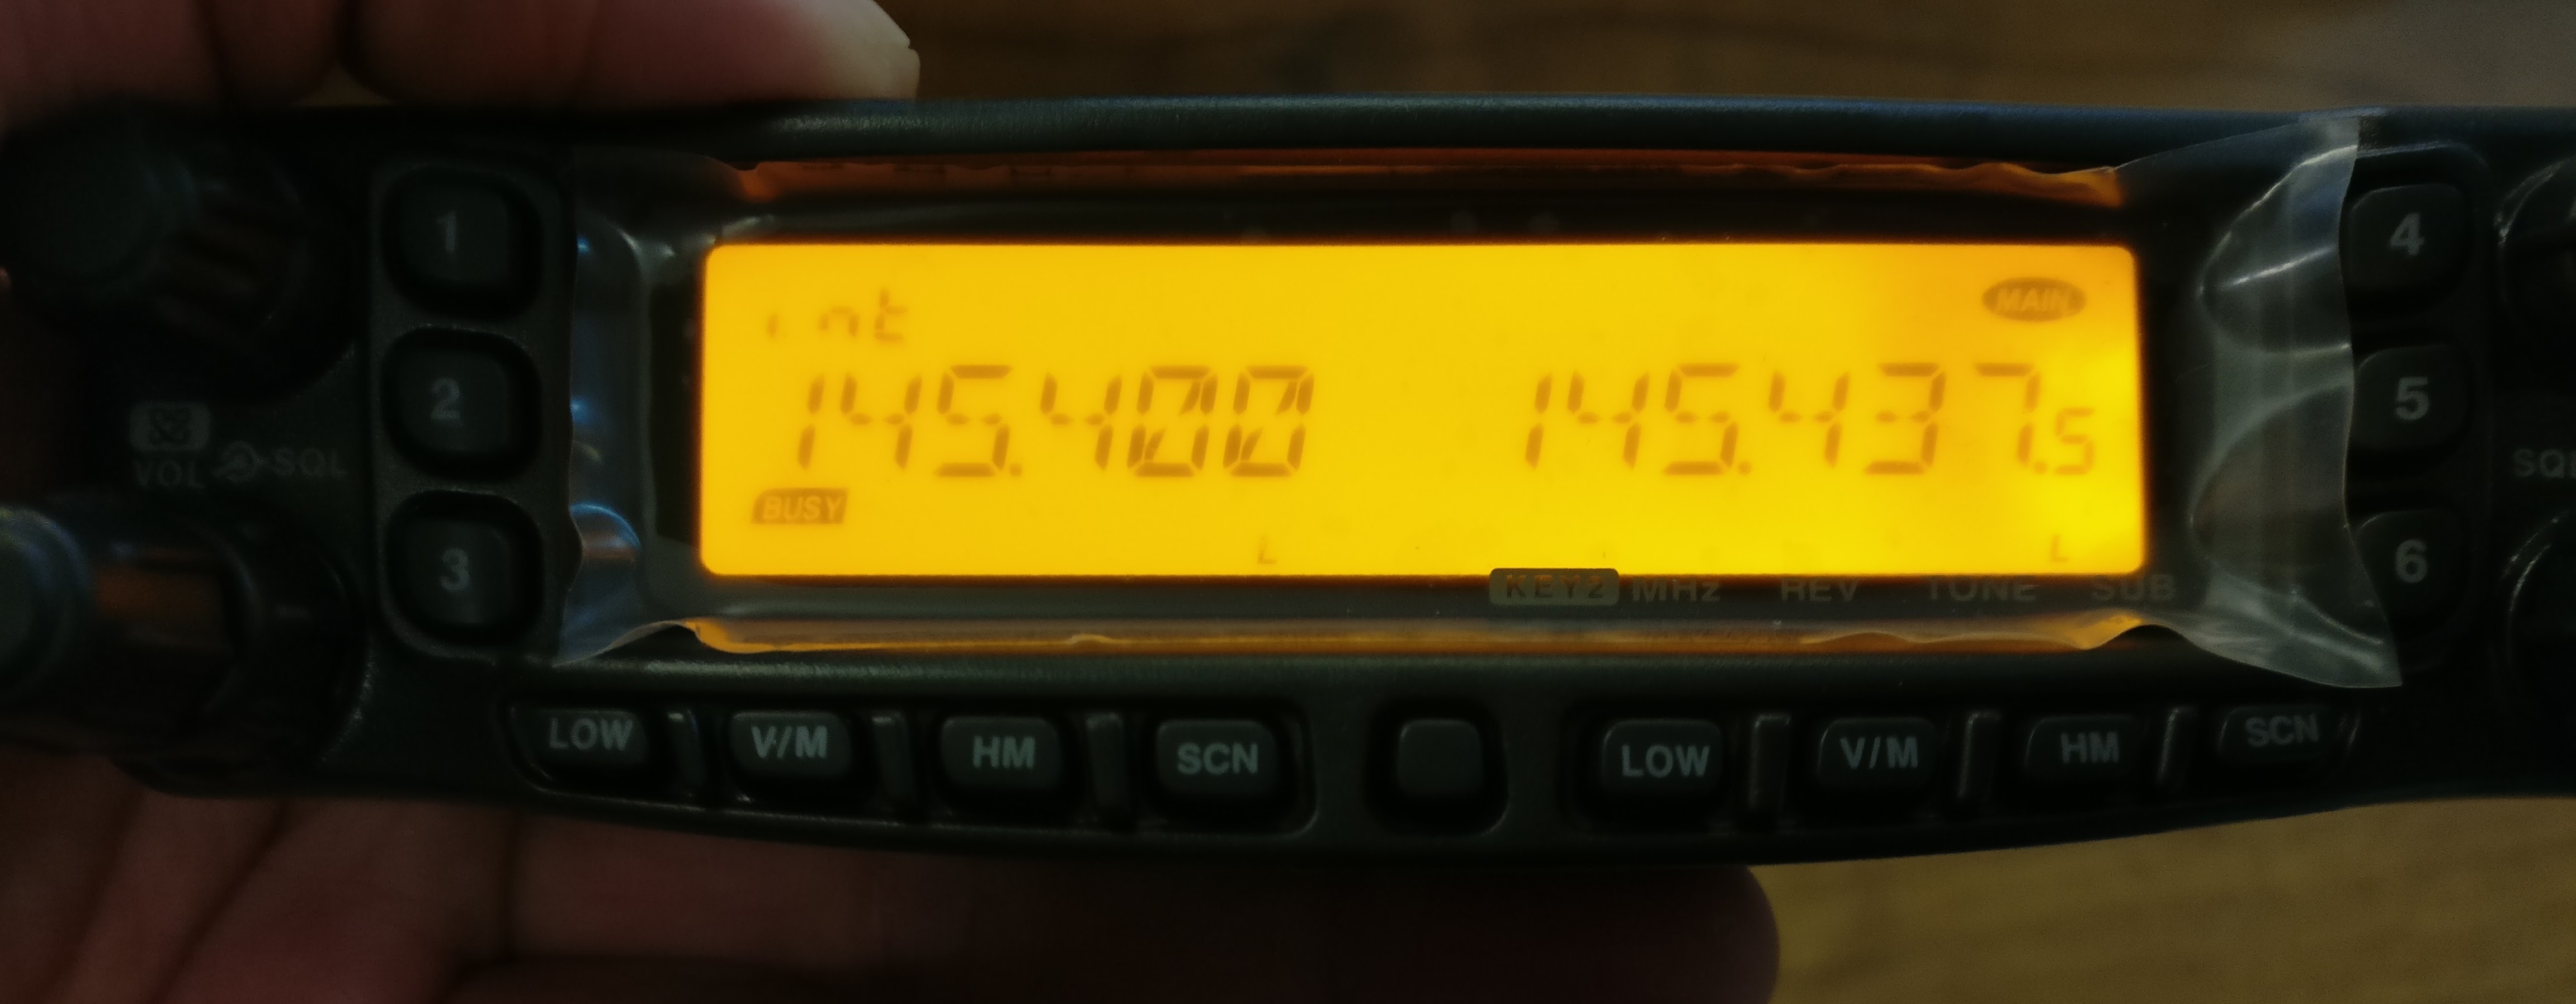 int MAIN
1 4
145.400 145.437.5
2 5
VOL SQL SQL
BUSY
3 L L 6
KEY2 MHz REV TONE SUB
LOW V/M HM SCN LOW V/M HM SCN